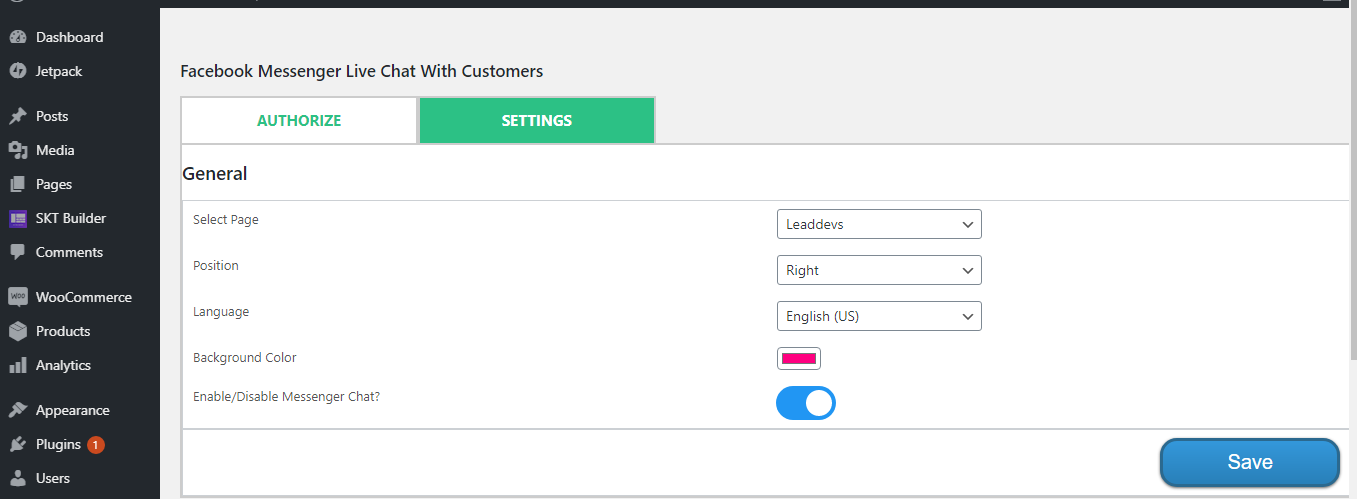 Dashboard
Jetpack
Posts
Media
Pages
SKT Builder
Comments
WOO WooCommerce
Products
Analytics
Appearance
Plugins 1
Users
Facebook Messenger Live Chat With Customers
AUTHORIZE SETTINGS
General
Select Page Leaddevs
Position Right
Language English (US)
Background Color
Enable/Disable Messenger Chat?
Save